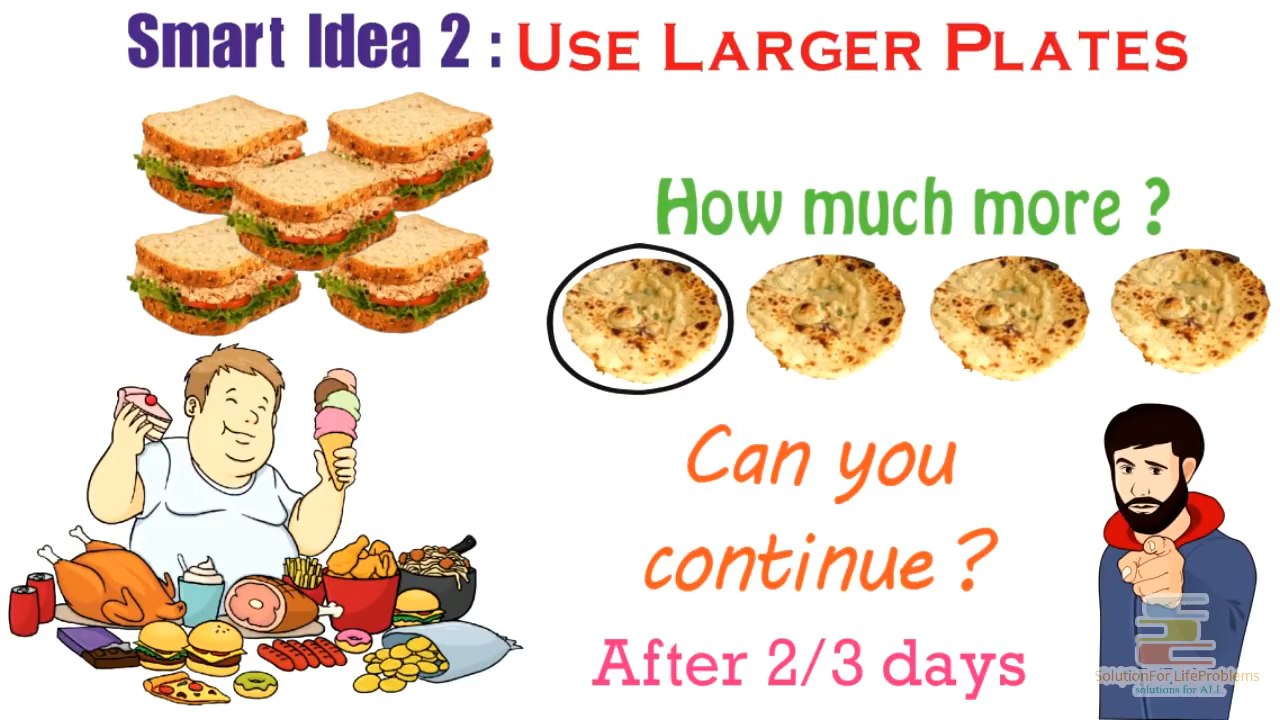 Smart Idea 2 : USE LARGER PLATES
How much more ?
Can you
continue ?
After 2/3 days
SolutionFor LifeProblems
solutions for ALL